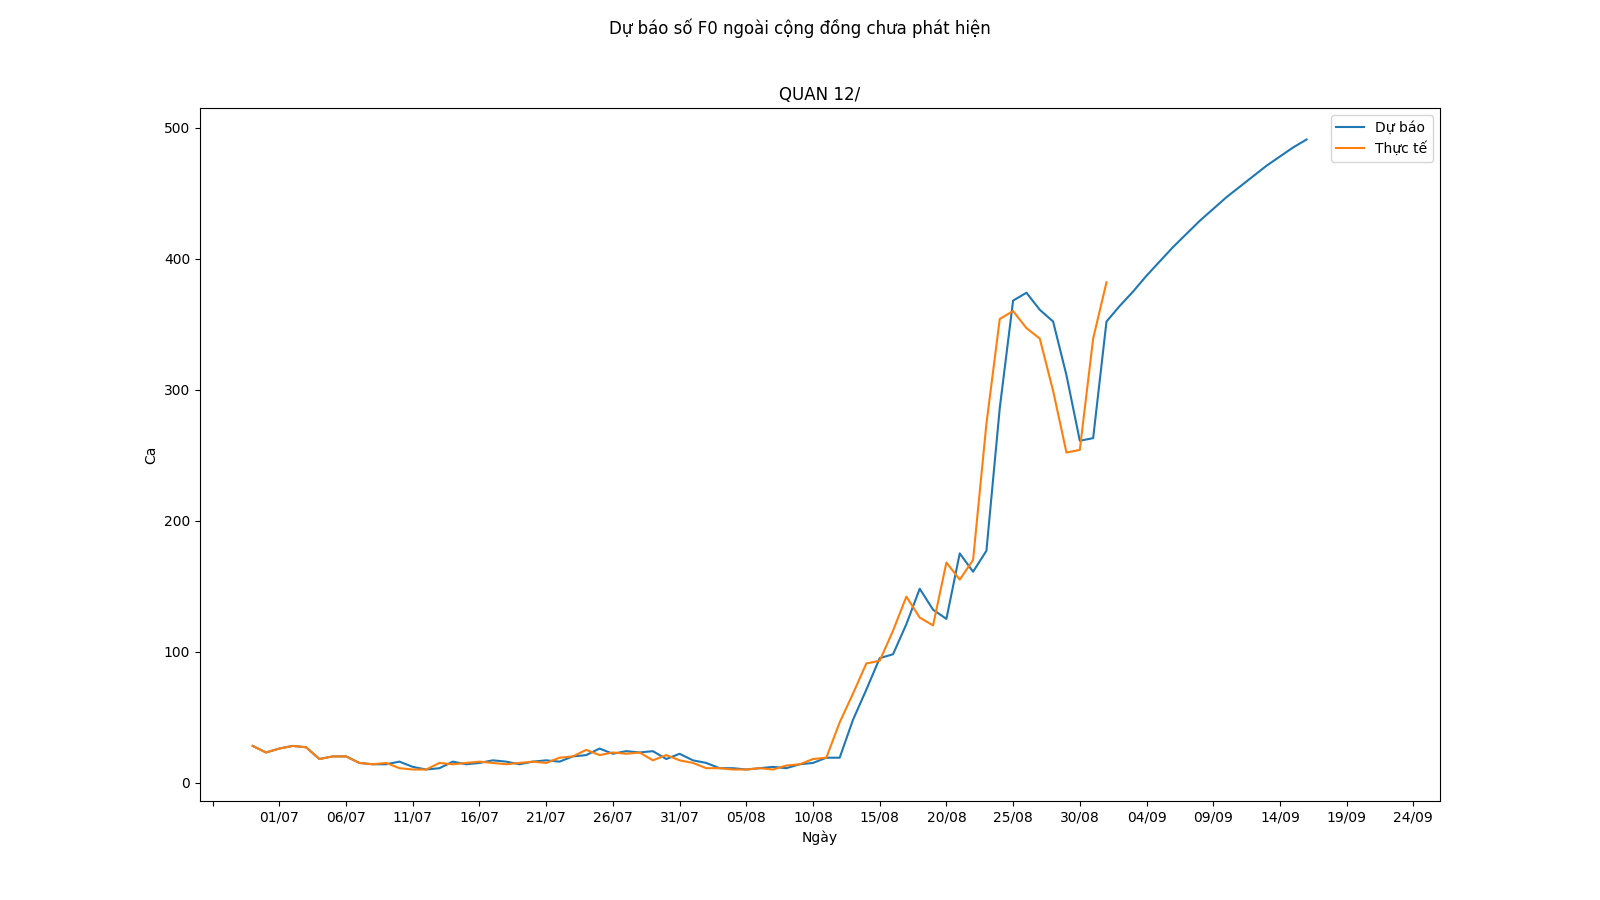 Dự báo số F0 ngoài cộng đồng chưa phát hiện
QUAN 12/
Dự báo
Thực tế
500
400
300
200
100
0
Ca
01/07 06/07 11/07 16/07 21/07 26/07 31/07 05/08 10/08 15/08 20/08 25/08 30/08 04/09 09/09 14/09 19/09 24/09
Ngày